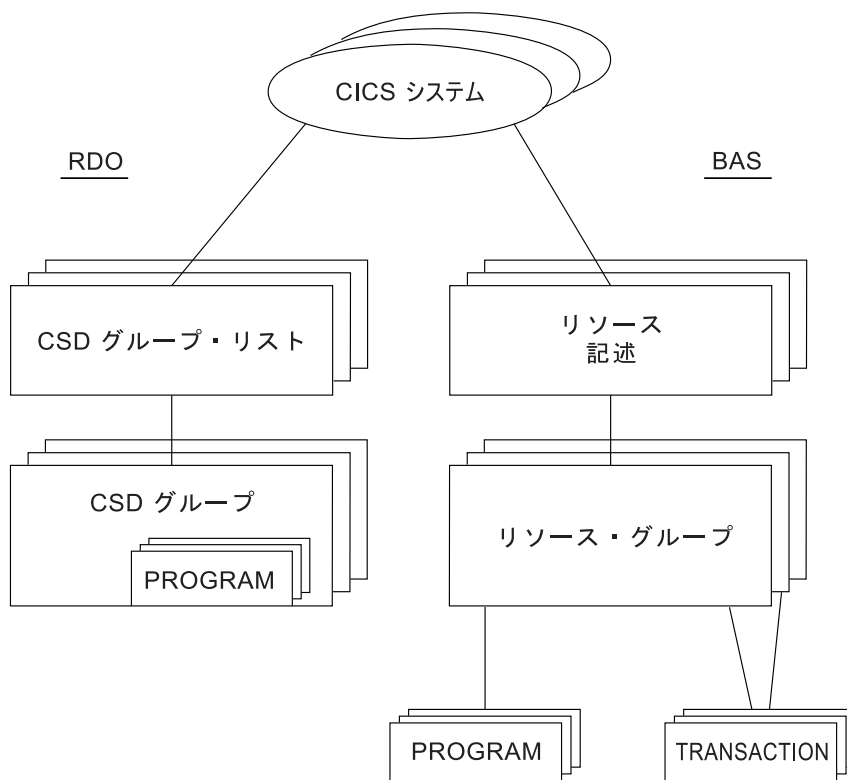 CICS システム
RDO
BAS
CSD グループ・リスト
リソース
記述
CSD グループ
PROGRAM
リソース・グループ
PROGRAM
TRANSACTION